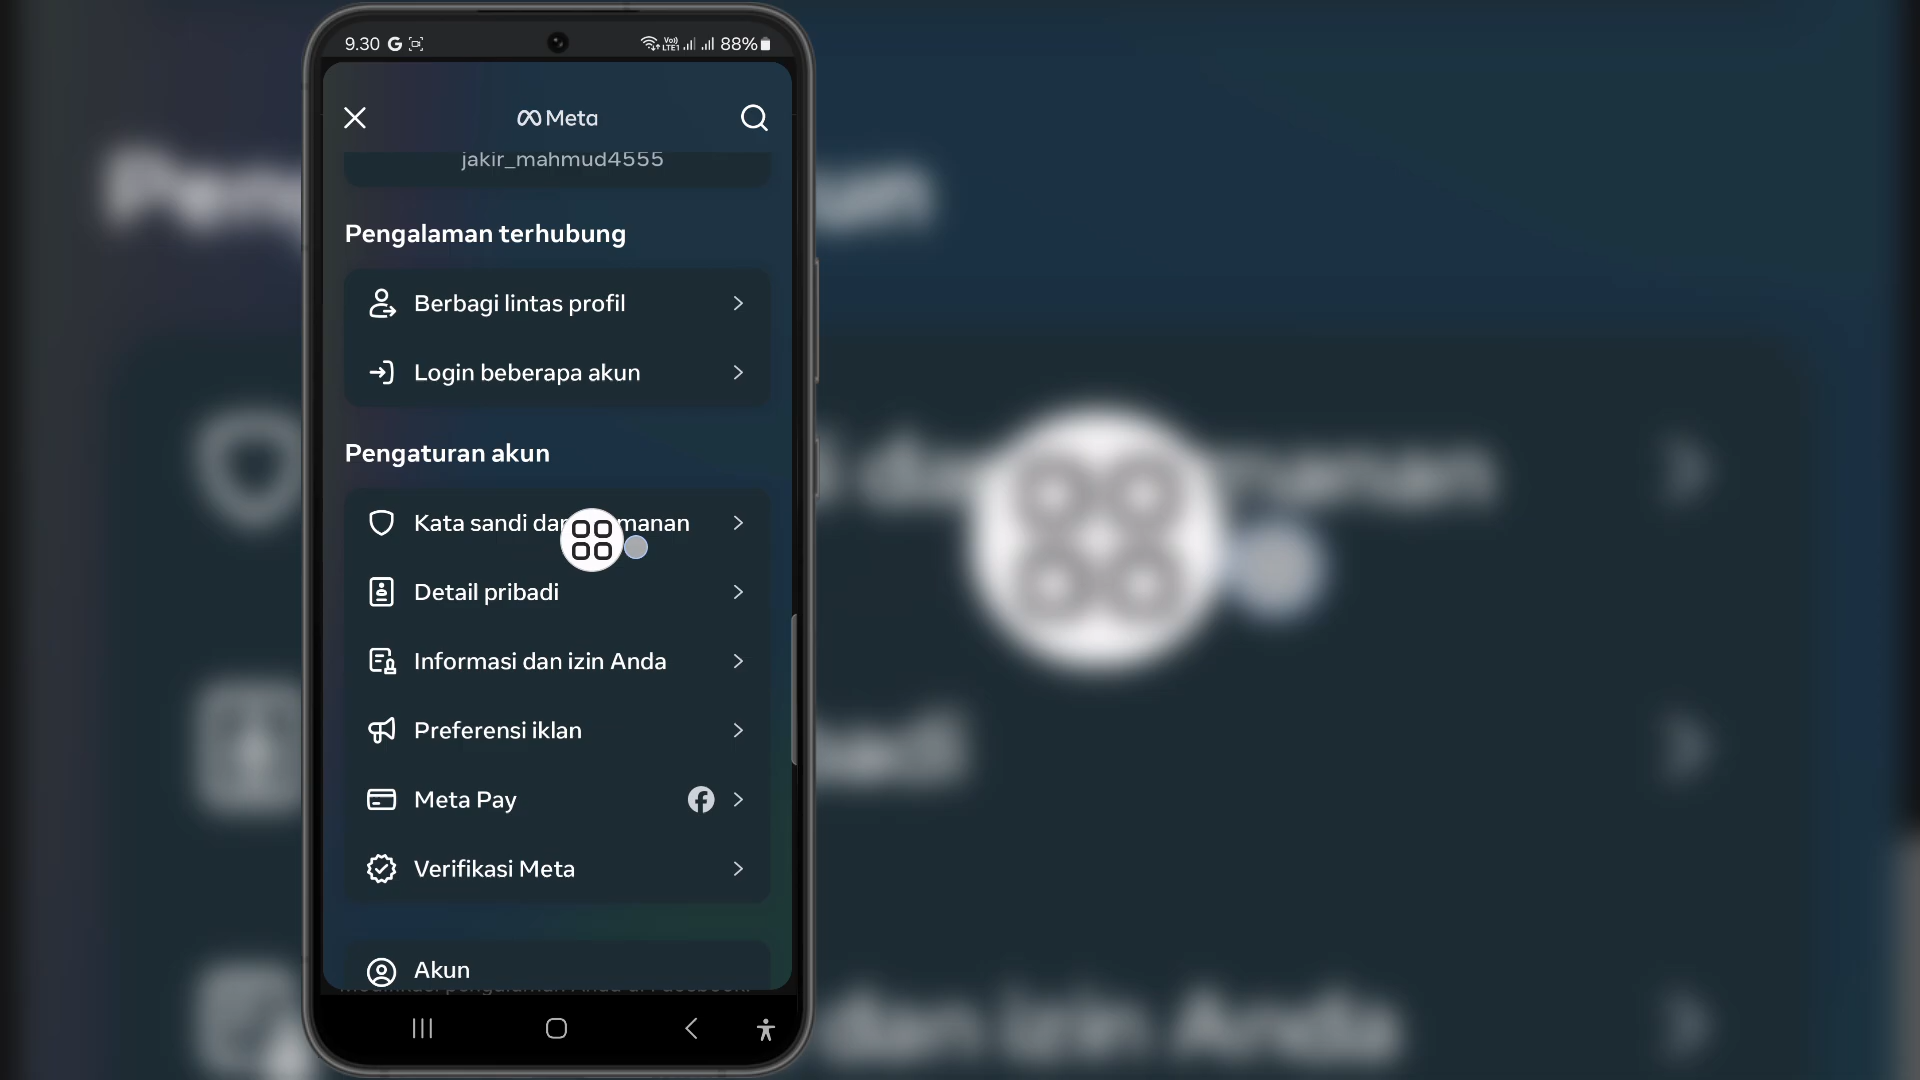 9.30 G 88%
Meta
jakir_mahmud4555
Pengalaman terhubung
Berbagi lintas profil
Login beberapa akun
Pengaturan akun
Kata sandi dan manan
Detail pribadi
Informasi dan izin Anda
Preferensi iklan
Meta Pay
Verifikasi Meta
Akun